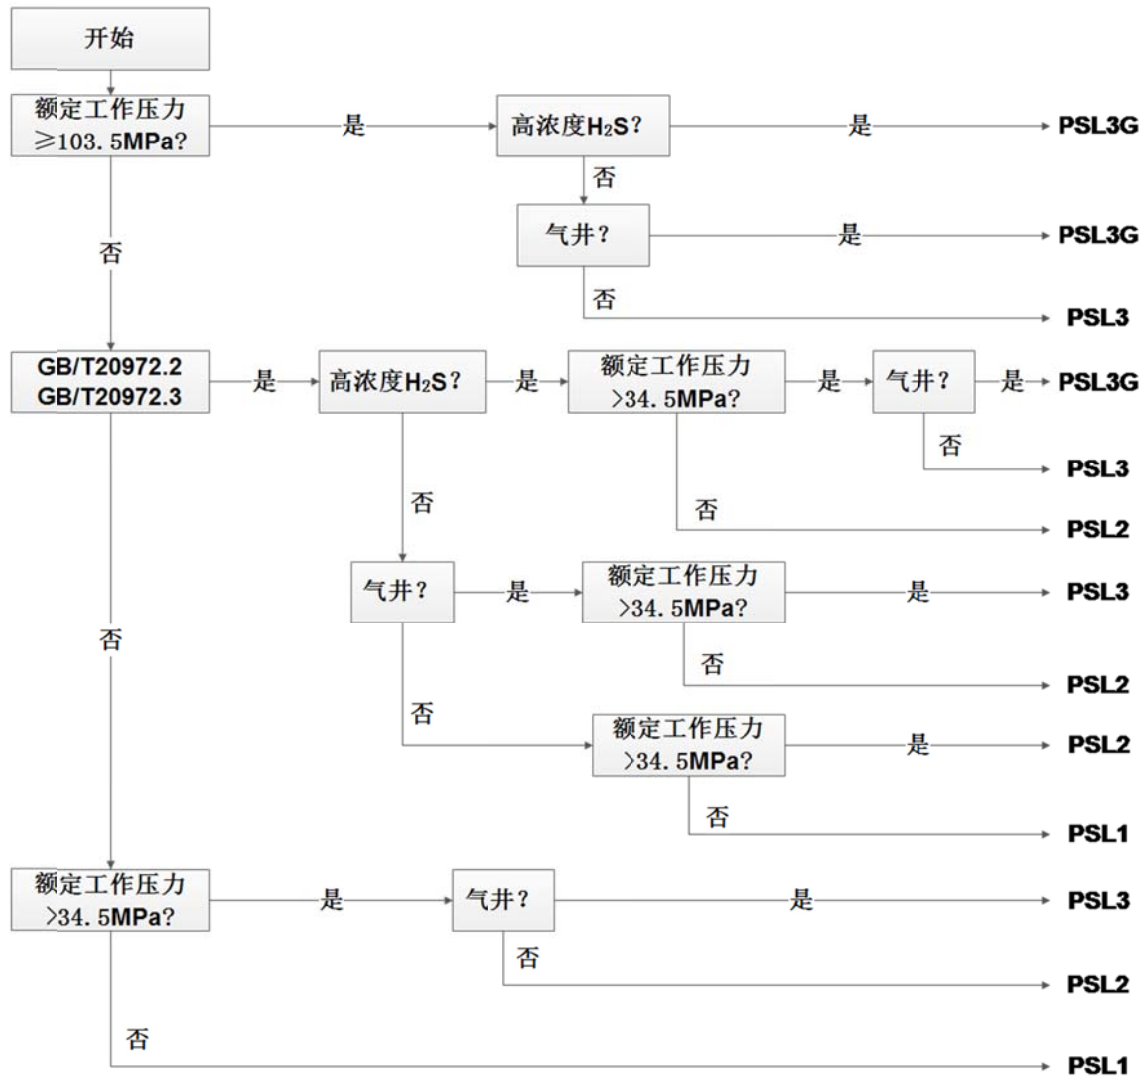 开始
额定工作压力
≥103.5MPa?
是
高浓度H₂S?
是
PSL3G
否
气井?
是
PSL3G
否
否
PSL3
GB/T20972.2
GB/T20972.3
是
高浓度H₂S?
是
额定工作压力
>34.5MPa?
是
气井?
是
PSL3G
否
PSL3
否
否
PSL2
气井?
是
额定工作压力
>34.5MPa?
是
PSL3
否
否
PSL2
否
额定工作压力
>34.5MPa?
是
PSL2
否
PSL1
额定工作压力
>34.5MPa?
是
气井?
是
PSL3
否
PSL2
否
PSL1